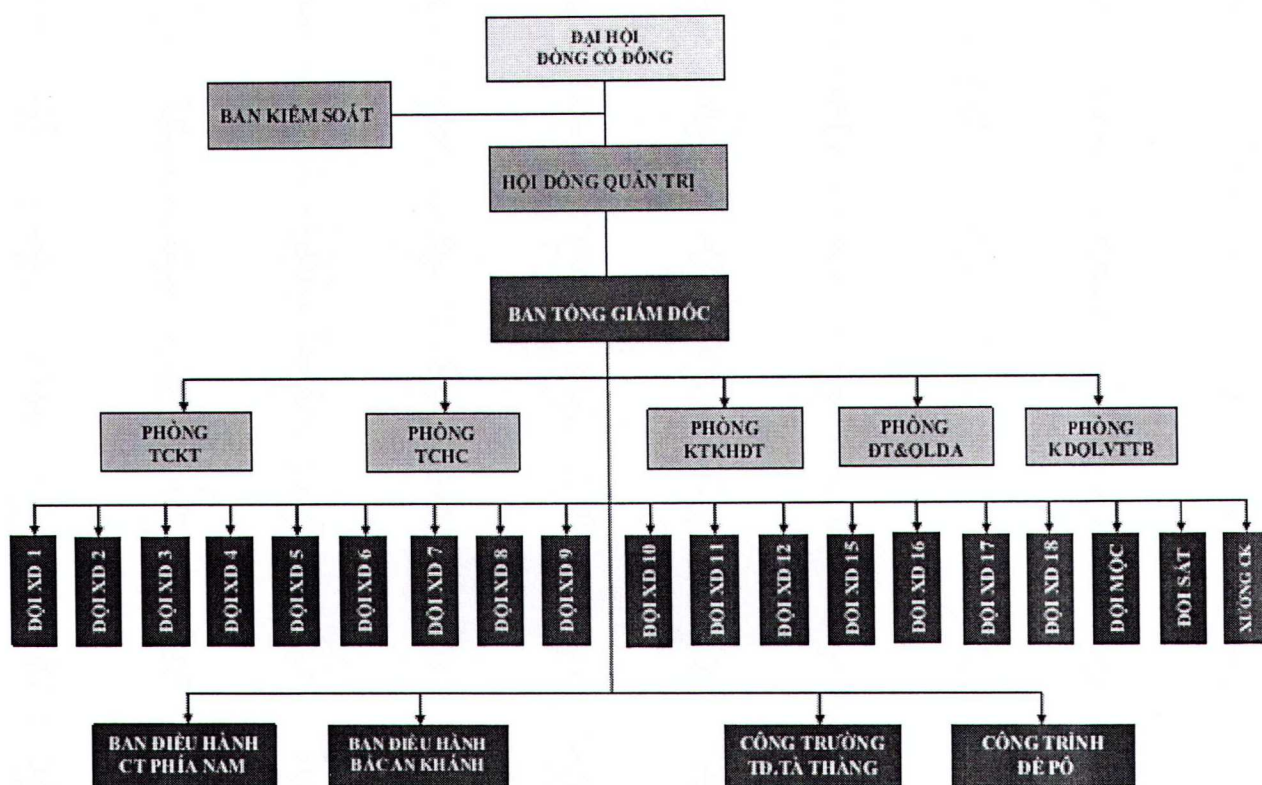 ĐẠI HỘI
ĐỒNG CỔ ĐÔNG
BAN KIỂM SOÁT
HỘI ĐỒNG QUẢN TRỊ
BAN TỔNG GIÁM ĐỐC
PHÒNG
TCKT
PHÒNG
TCHC
PHÒNG
KTKHĐT
PHÒNG
ĐT&QLDA
PHÒNG
KDQLVTTB
ĐỘI XD 1
ĐỘI XD 2
ĐỘI XD 3
ĐỘI XD 4
ĐỘI XD 5
ĐỘI XD 6
ĐỘI XD 7
ĐỘI XD 8
ĐỘI XD 9
ĐỘI XD 10
ĐỘI XD 11
ĐỘI XD 12
ĐỘI XD 15
ĐỘI XD 16
ĐỘI XD 17
ĐỘI XD 18
ĐỘI MỘC
ĐỘI SẮT
XƯỞNG CK
BAN ĐIỀU HÀNH
CT PHÍA NAM
BAN ĐIỀU HÀNH
BẮC AN KHÁNH
CÔNG TRƯỜNG
TĐ.TÀ THÀNG
CÔNG TRÌNH
ĐỀ PÔ